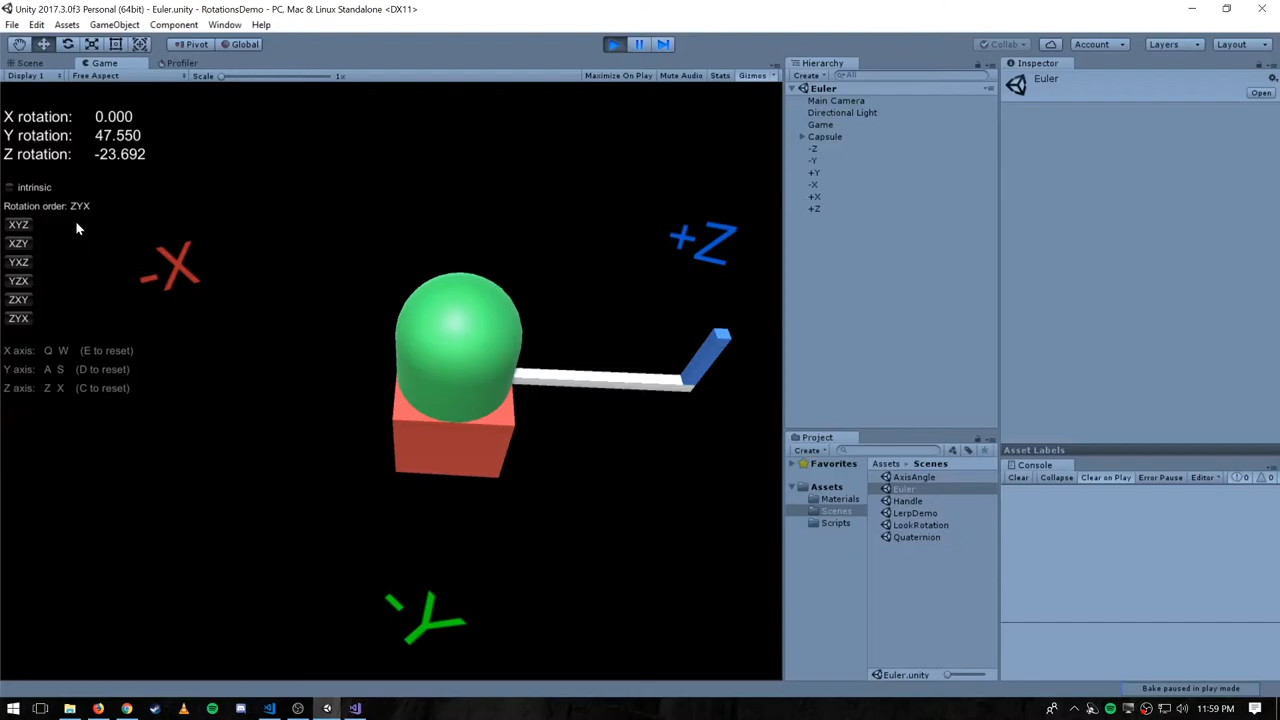 Unity 2017.3.0f3 Personal (64bit) - Euler.unity - RotationsDemo - PC, Mac & Linux Standalone <DX11>
File Edit Assets GameObject Component Window Help
Pivot Global Collab Account Layers Layout
Scene Game Profiler
Display 1 Free Aspect Scale 1x Maximize On Play Mute Audio Stats Gizmos
X rotation: 0.000
Y rotation: 47.550
Z rotation: -23.692
intrinsic
Rotation order: ZYX
XYZ
XZY
YXZ
YZX
ZXY
ZYX
X axis: Q W (E to reset)
Y axis: A S (D to reset)
Z axis: Z X (C to reset)
-X
+Z
-Y
Hierarchy
Create All
Euler
Main Camera
Directional Light
Game
Capsule
-Z
-Y
+Y
-X
+X
+Z
Project
Create
Favorites
Assets
Materials
Scenes
Scripts
Assets Scenes
AxisAngle
Euler
Handle
LerpDemo
LookRotation
Quaternion
Euler.unity
Inspector
Euler
Open
Asset Labels
Console
Clear Collapse Clear on Play Error Pause Editor 0 0
Bake paused in play mode
11:59 PM